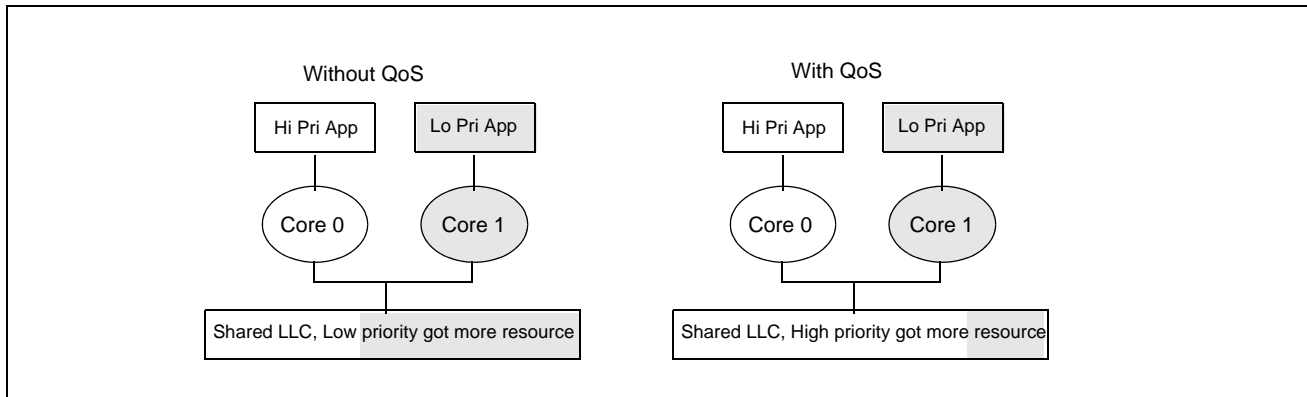 Without QoS
Hi Pri App
Lo Pri App
Core 0
Core 1
Shared LLC, Low priority got more resource
With QoS
Hi Pri App
Lo Pri App
Core 0
Core 1
Shared LLC, High priority got more resource